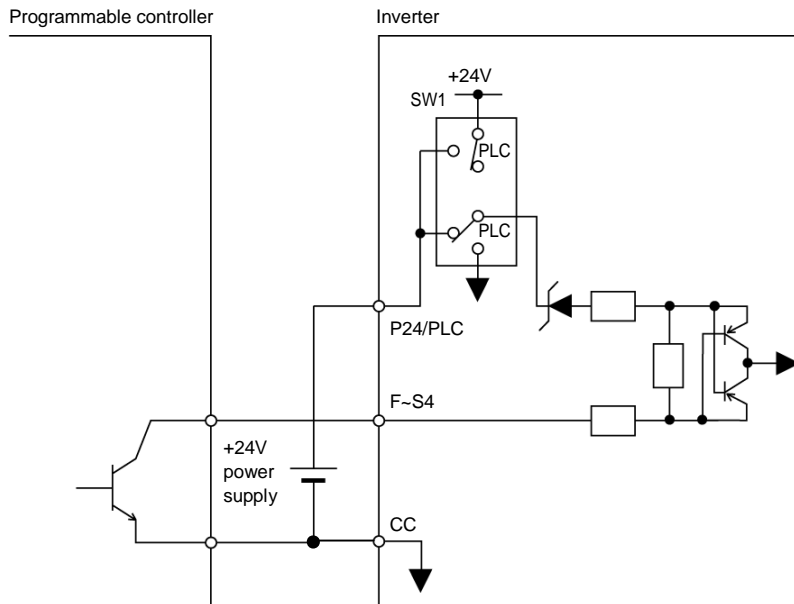 Programmable controller
Inverter
+24V
SW1
PLC
PLC
P24/PLC
F~S4
+24V
power
supply
CC